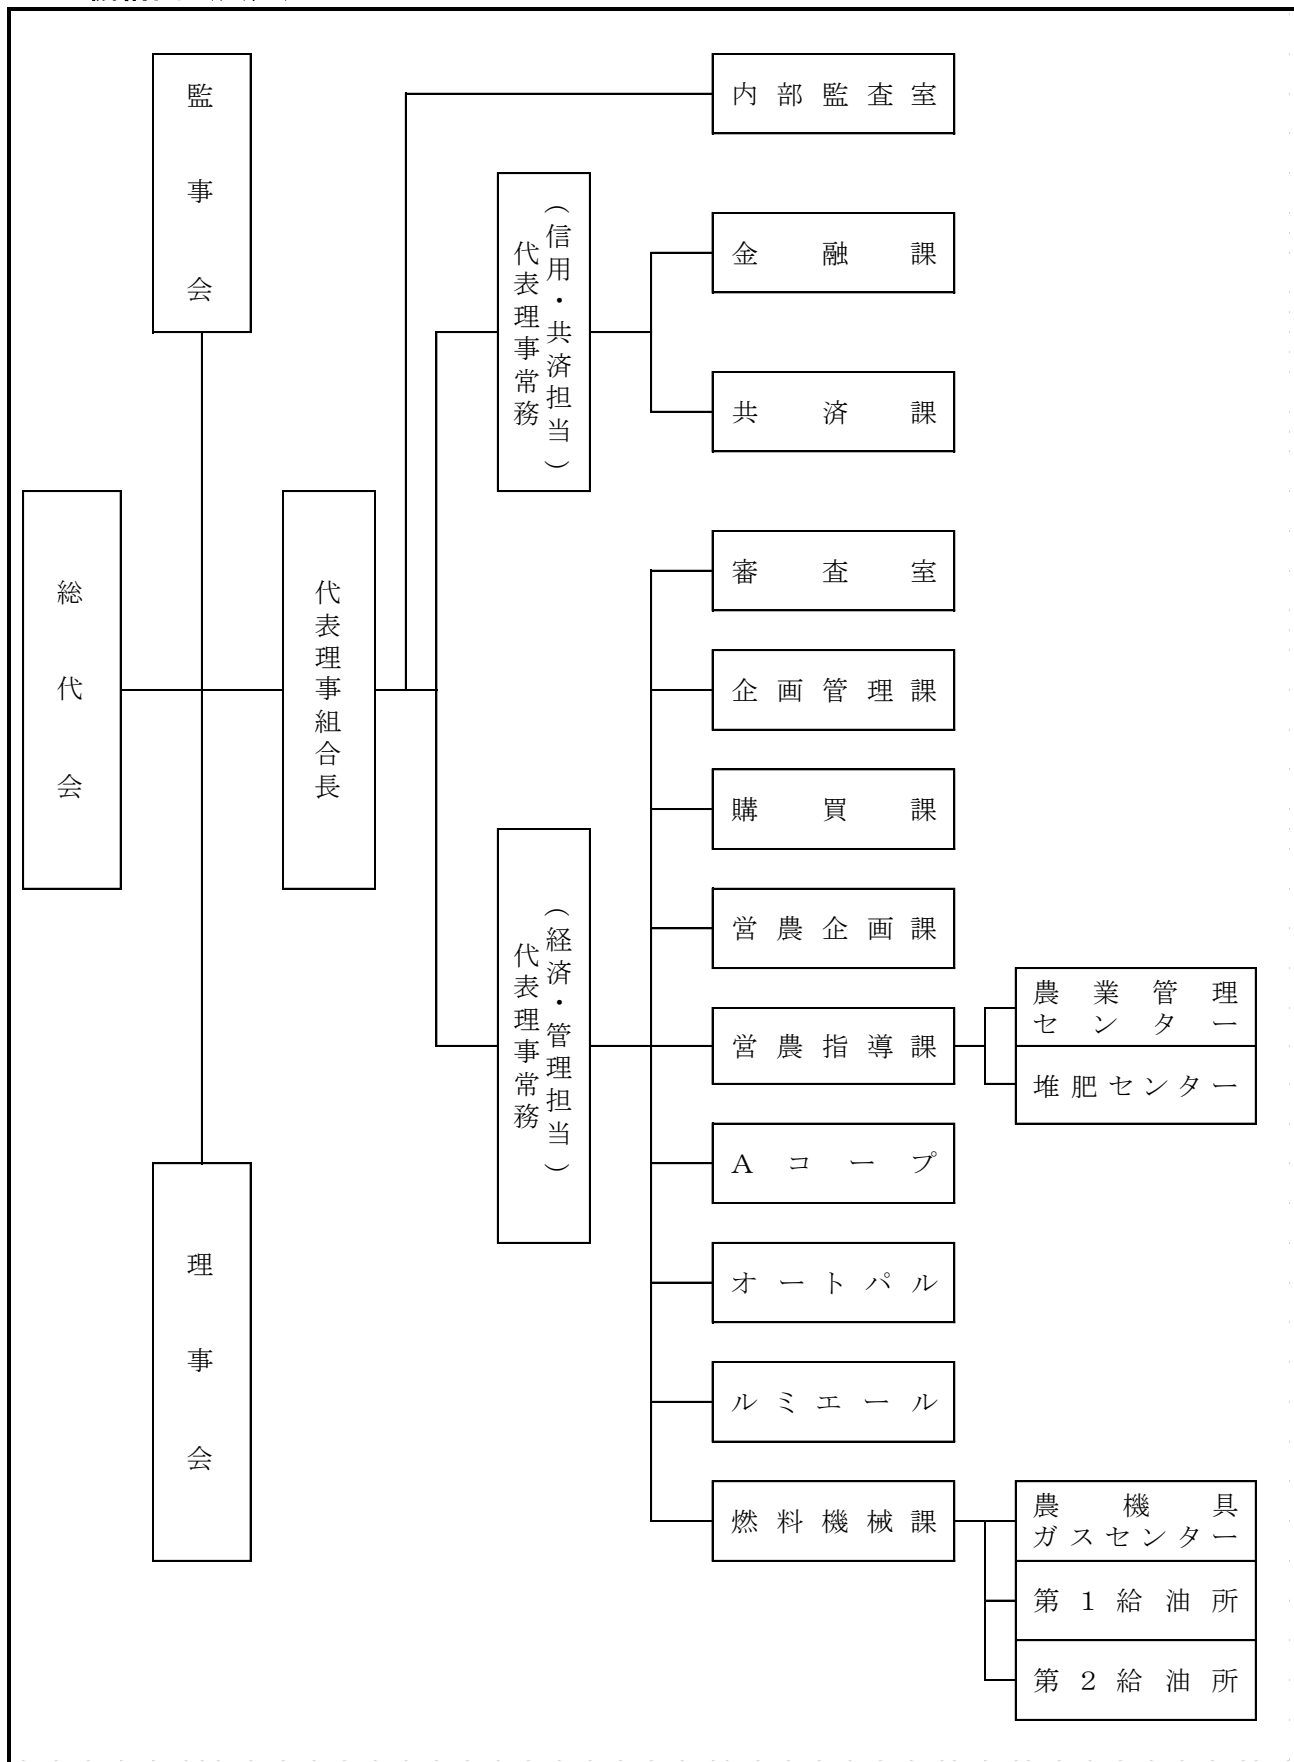 監事会
総代会
理事会
代表理事組合長
代表理事常務
(信用・共済担当)
代表理事常務
(経済・管理担当)
内部監査室
金融課
共済課
審査室
企画管理課
購買課
営農企画課
営農指導課
農業管理
センター
堆肥センター
Aコープ
オートパル
ルミエール
燃料機械課
農機具
ガスセンター
第1給油所
第2給油所